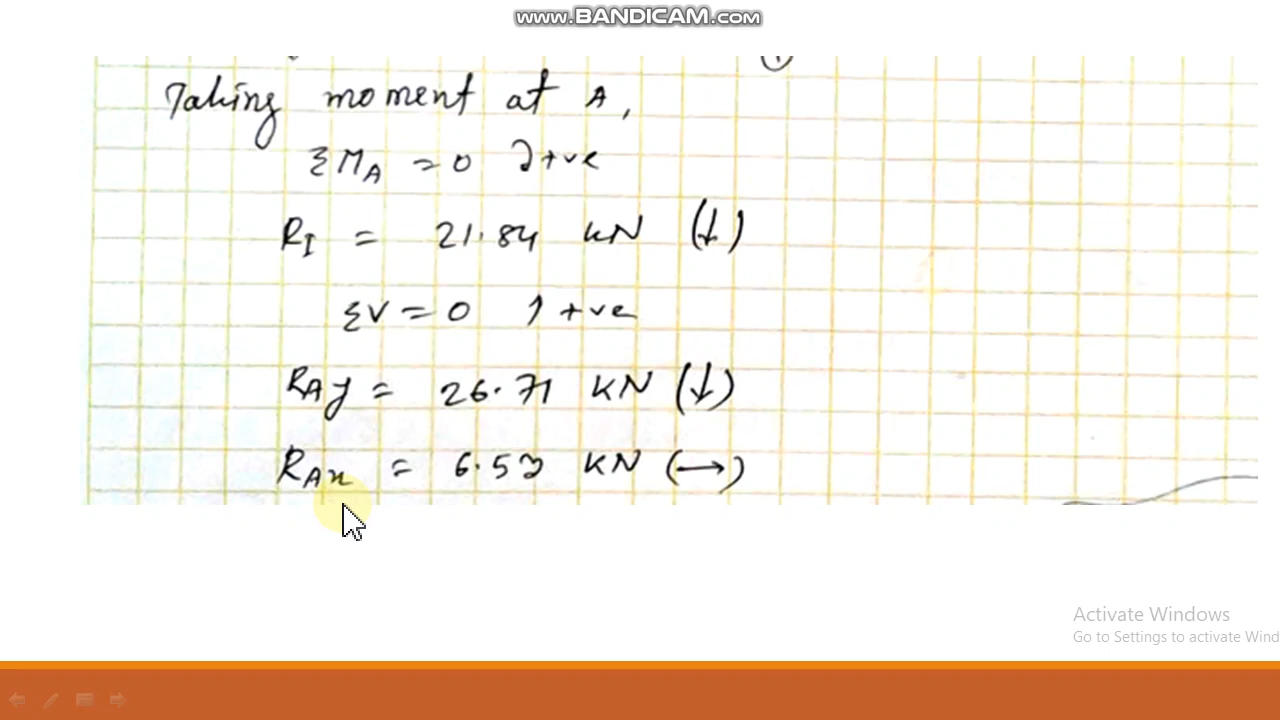 www.BANDICAM.com
Taking moment at A,
ΣM_A = 0 ↻ +ve
R_I = 21.84 KN (↓)
ΣV = 0 ↑ +ve
R_Ay = 26.71 KN (↓)
R_Ax = 6.53 KN (→)
Activate Windows
Go to Settings to activate Wind